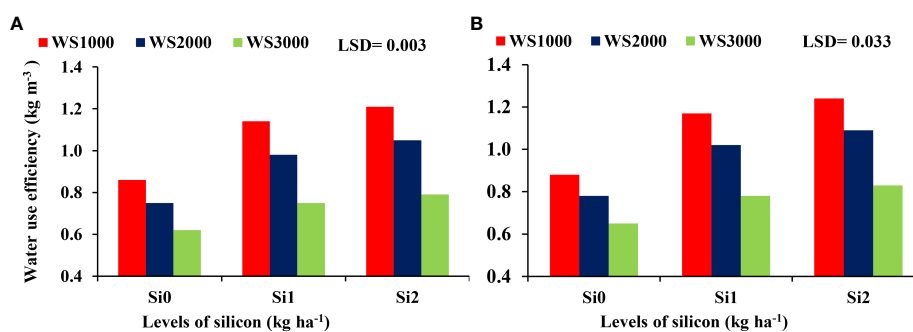 A
WS1000 WS2000 WS3000 LSD= 0.003
Water use efficiency (kg m⁻³)
1.4
1.2
1.0
0.8
0.6
0.4
Si0 Si1 Si2
Levels of silicon (kg ha⁻¹)
B
WS1000 WS2000 WS3000 LSD= 0.033
1.4
1.2
1.0
0.8
0.6
0.4
Si0 Si1 Si2
Levels of silicon (kg ha⁻¹)